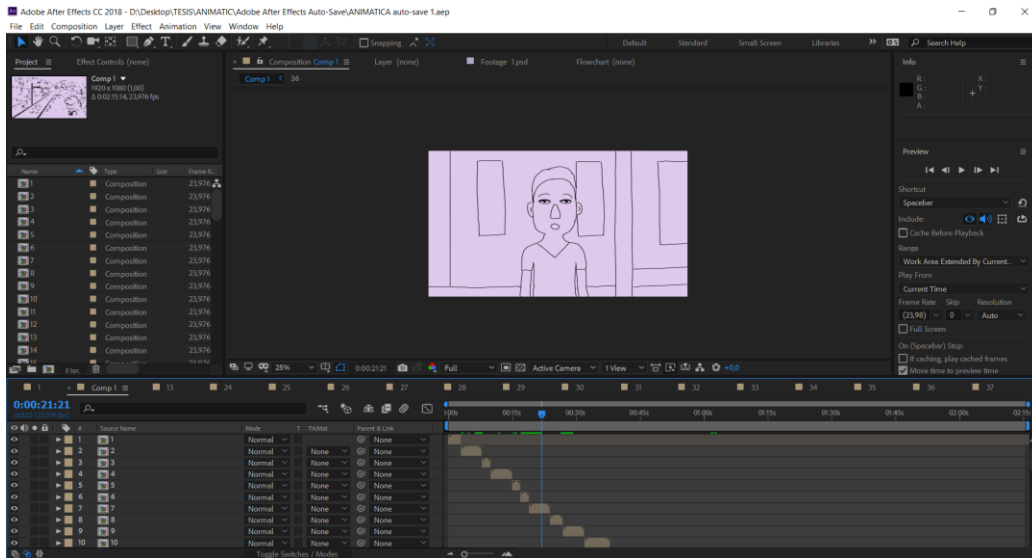 Adobe After Effects CC 2018 - D:\Desktop\TESIS\ANIMATIC\Adobe After Effects Auto-Save\ANIMATICA auto-save 1.aep
File Edit Composition Layer Effect Animation View Window Help
Snapping Default Standard Small Screen Libraries Search Help
Project Effect Controls (none) Composition Comp 1 Layer (none) Footage 1.psd Flowchart (none) Info
Comp 1 36
Comp 1
1920 x 1080 (1,00)
Δ 0:02:15:14, 23,976 fps
R :
G :
B :
A :
X :
Y :
Preview
Shortcut
Spacebar
Include:
Cache Before Playback
Range
Work Area Extended By Current...
Play From
Current Time
Frame Rate Skip Resolution
(23,98) 0 Auto
Full Screen
On (Spacebar) Stop:
If caching, play cached frames
Move time to preview time
Name Type Size Frame R...
1 Composition 23,976
2 Composition 23,976
3 Composition 23,976
4 Composition 23,976
5 Composition 23,976
6 Composition 23,976
7 Composition 23,976
8 Composition 23,976
9 Composition 23,976
10 Composition 23,976
11 Composition 23,976
12 Composition 23,976
13 Composition 23,976
14 Composition 23,976
8 bpc
25% 0:00:21:21 Full Active Camera 1 View +0,0
1 Comp 1 13 24 25 26 27 28 29 30 31 32 33 34 35 36 37
0:00:21:21
00:15s 00:30s 00:45s 01:00s 01:15s 01:30s 01:45s 02:00s 02:15s
# Source Name Mode T TrkMat Parent & Link
1 1 Normal None
2 2 Normal None None
3 3 Normal None None
4 4 Normal None None
5 5 Normal None None
6 6 Normal None None
7 7 Normal None None
8 8 Normal None None
9 9 Normal None None
10 10 Normal None None
Toggle Switches / Modes